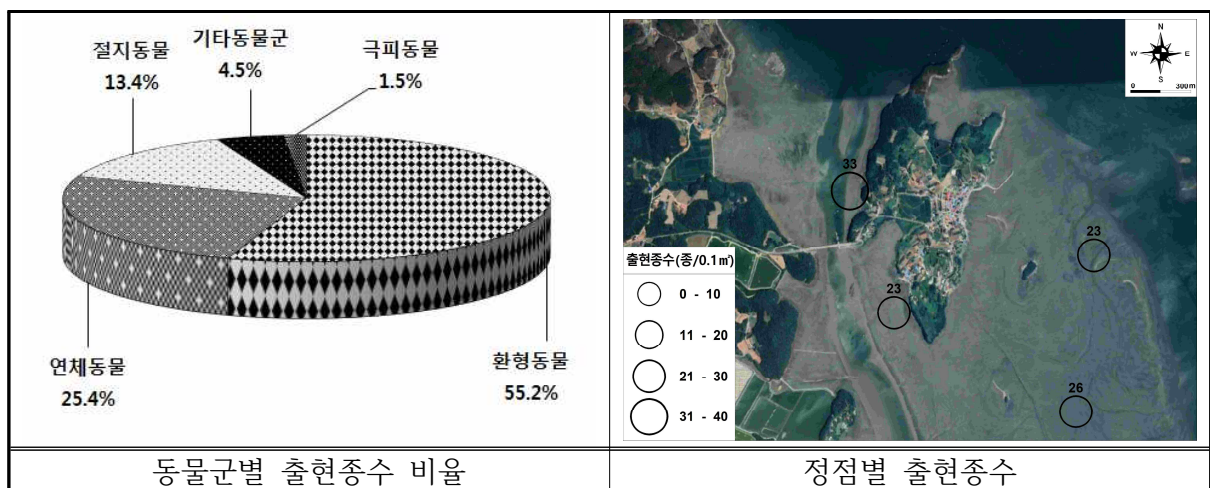 기타동물군
4.5%
극피동물
1.5%
절지동물
13.4%
연체동물
25.4%
환형동물
55.2%
N
W E
S
0 300m
33
23
23
26
출현종수(종/0.1㎡)
0 - 10
11 - 20
21 - 30
31 - 40
동물군별 출현종수 비율
정점별 출현종수